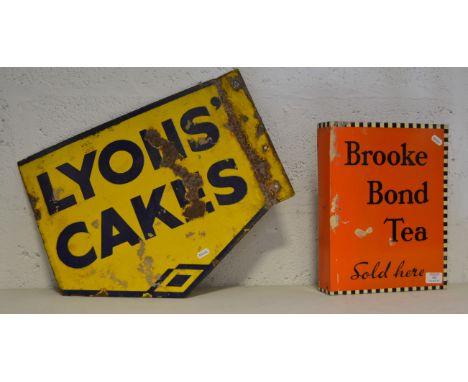 LYONS'
CAKES
Brooke
Bond
Tea
Sold here